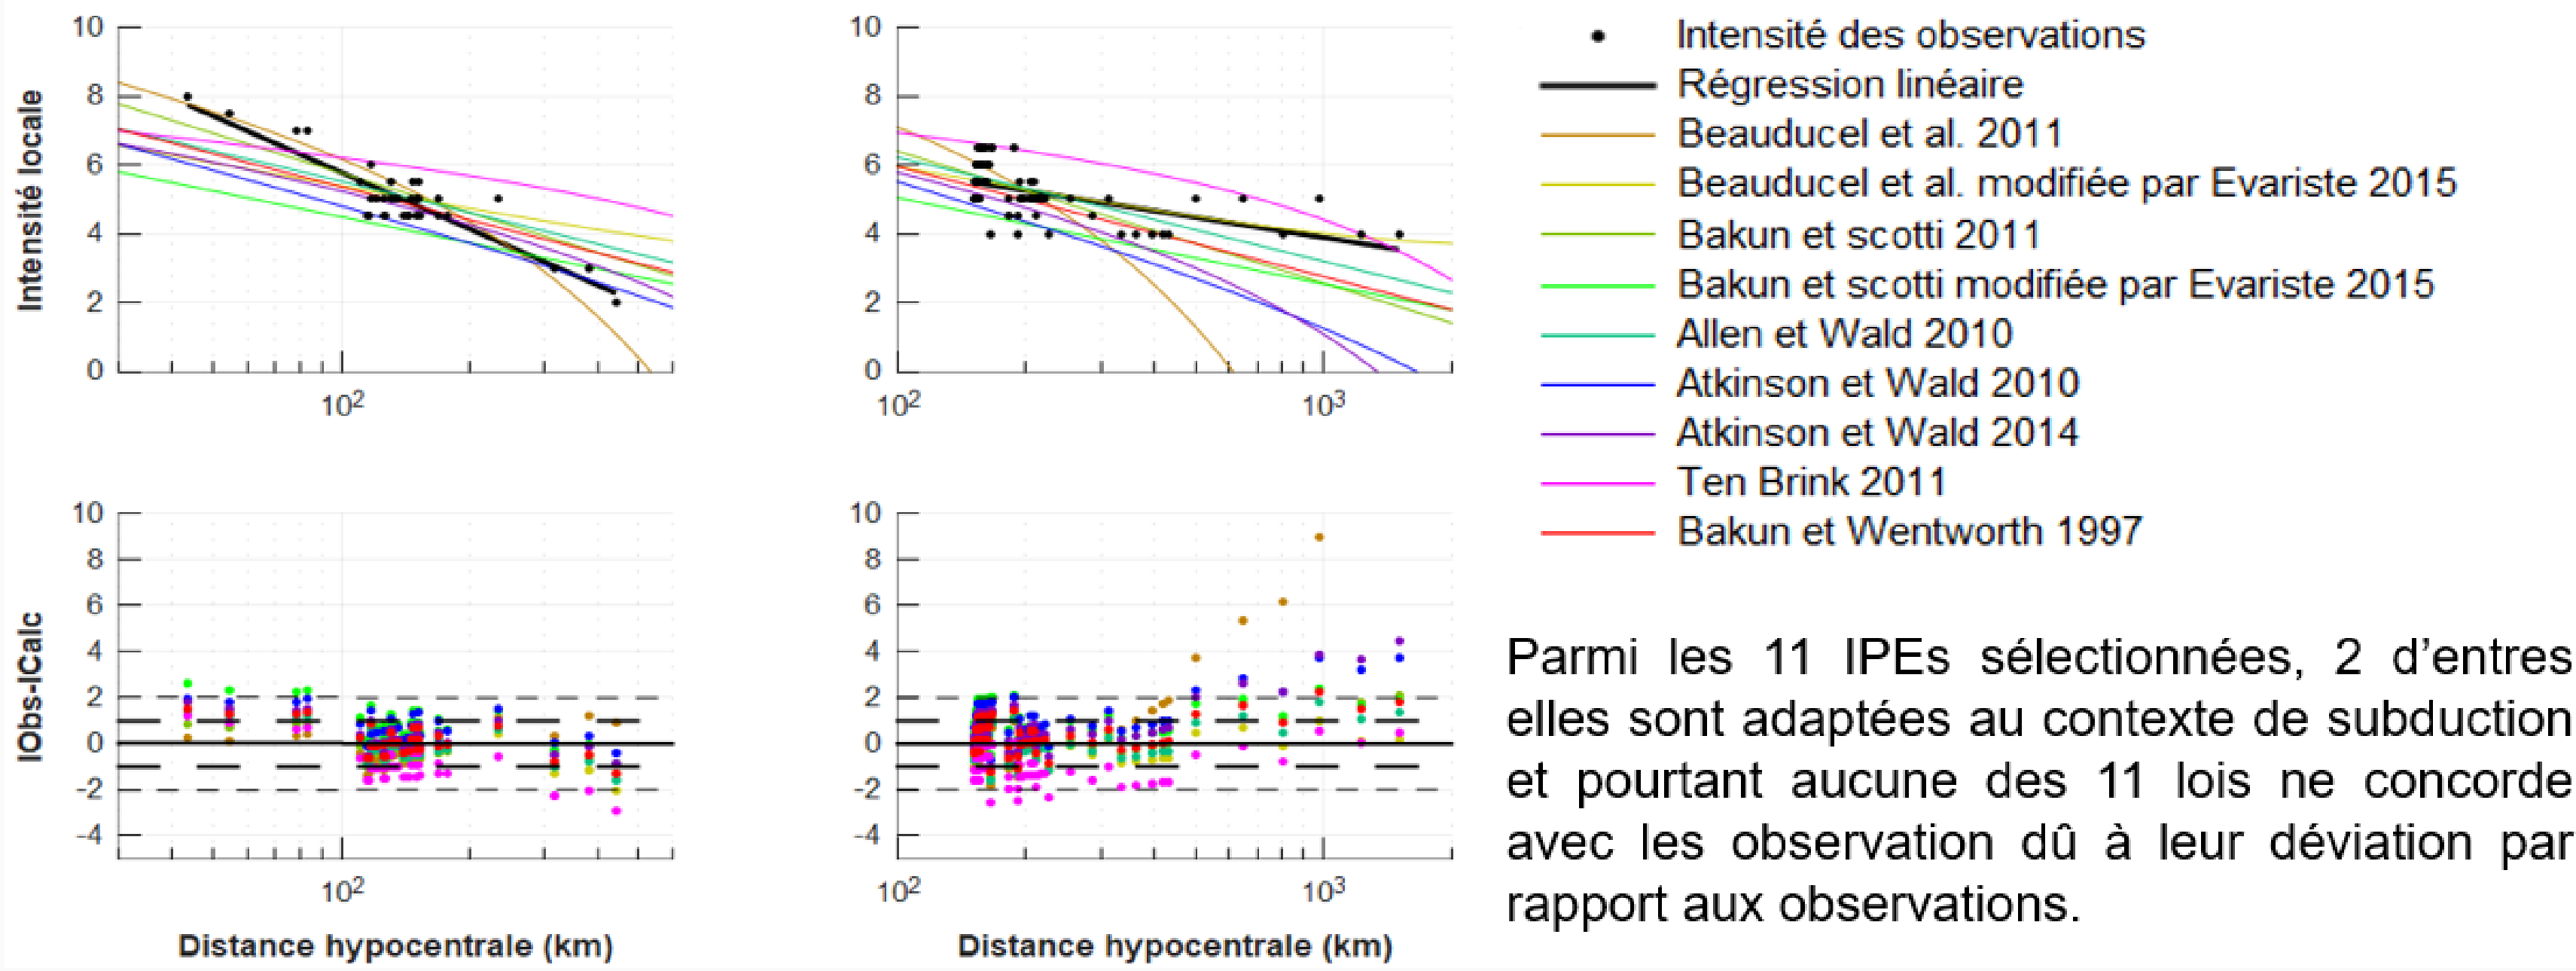 10
8
6
4
2
0
Intensité locale
10²
10
8
6
4
2
0
10²
10³
Intensité des observations
Régression linéaire
Beauducel et al. 2011
Beauducel et al. modifiée par Evariste 2015
Bakun et scotti 2011
Bakun et scotti modifiée par Evariste 2015
Allen et Wald 2010
Atkinson et Wald 2010
Atkinson et Wald 2014
Ten Brink 2011
Bakun et Wentworth 1997
10
8
6
4
2
0
-2
-4
IObs-ICalc
10²
Distance hypocentrale (km)
10
8
6
4
2
0
-2
-4
10²
10³
Distance hypocentrale (km)
Parmi les 11 IPEs sélectionnées, 2 d'entres
elles sont adaptées au contexte de subduction
et pourtant aucune des 11 lois ne concorde
avec les observation dû à leur déviation par
rapport aux observations.